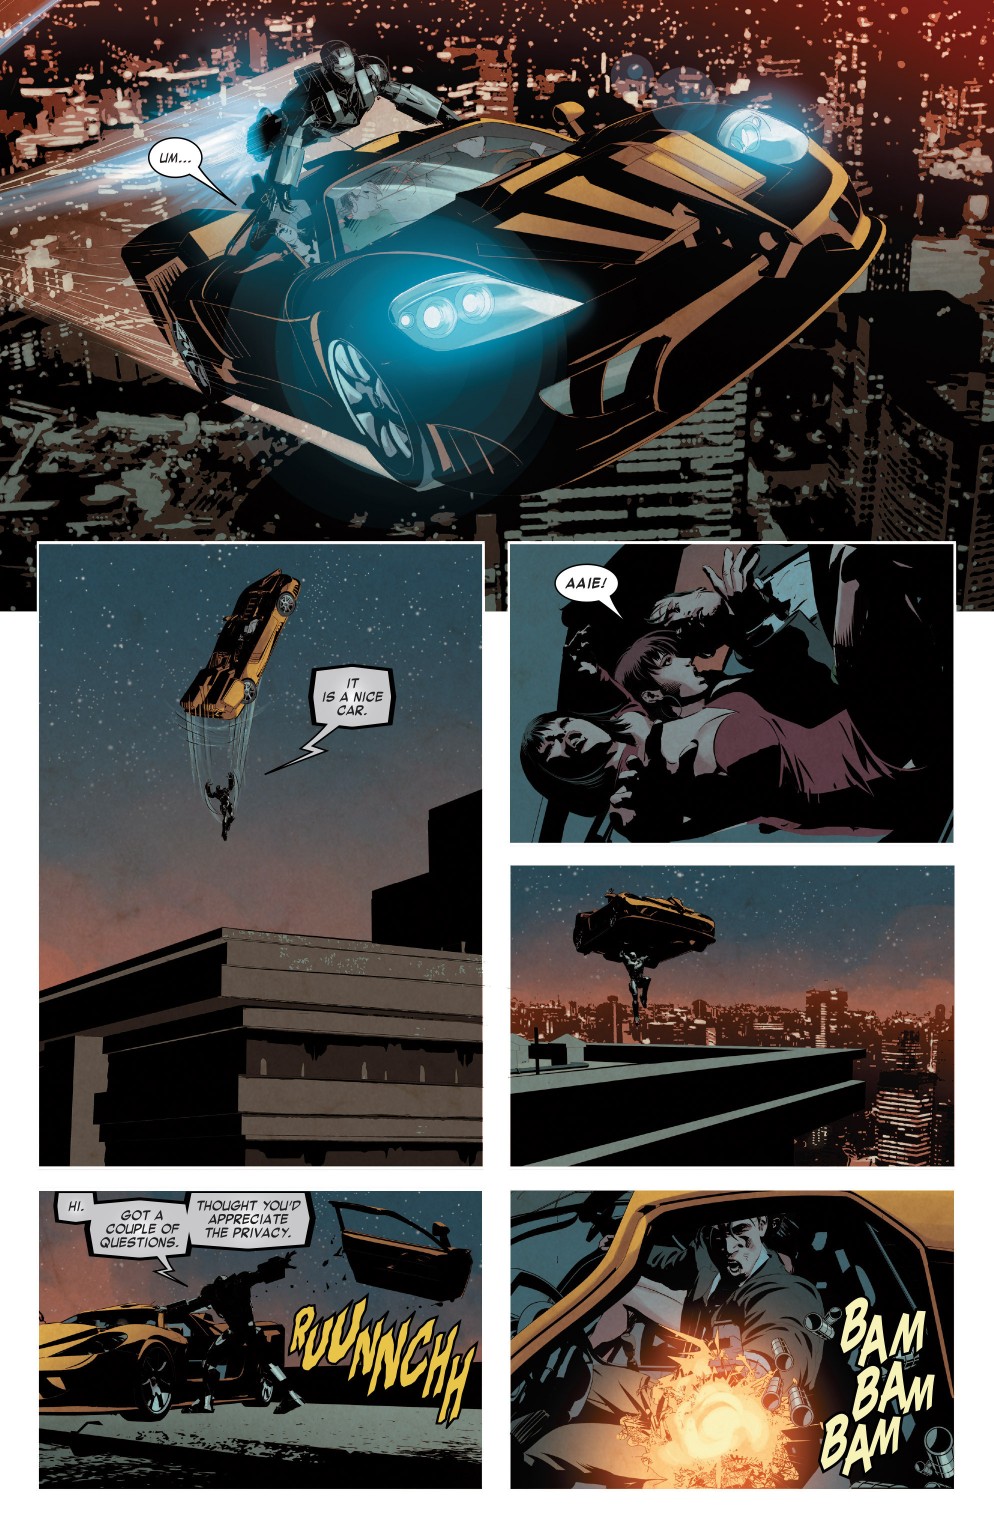 UM...
IT
IS A NICE
CAR.
AAIE!
HI.
GOT A
COUPLE OF
QUESTIONS.
THOUGHT YOU'D
APPRECIATE
THE PRIVACY.
RUUNNCHH
BAM
BAM
BAM